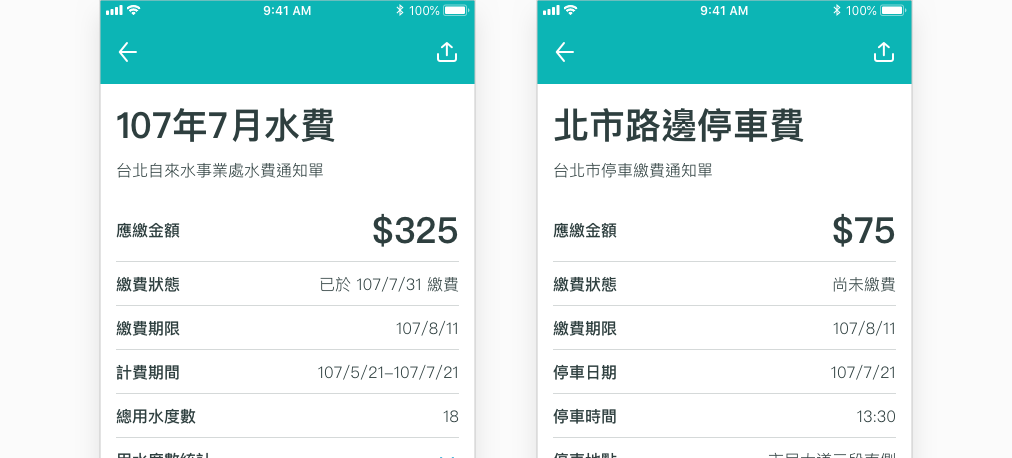 9:41 AM 100%
107年7月水費
台北自來水事業處水費通知單
應繳金額 $325
繳費狀態 已於 107/7/31 繳費
繳費期限 107/8/11
計費期間 107/5/21–107/7/21
總用水度數 18
9:41 AM 100%
北市路邊停車費
台北市停車繳費通知單
應繳金額 $75
繳費狀態 尚未繳費
繳費期限 107/8/11
停車日期 107/7/21
停車時間 13:30
停車地點